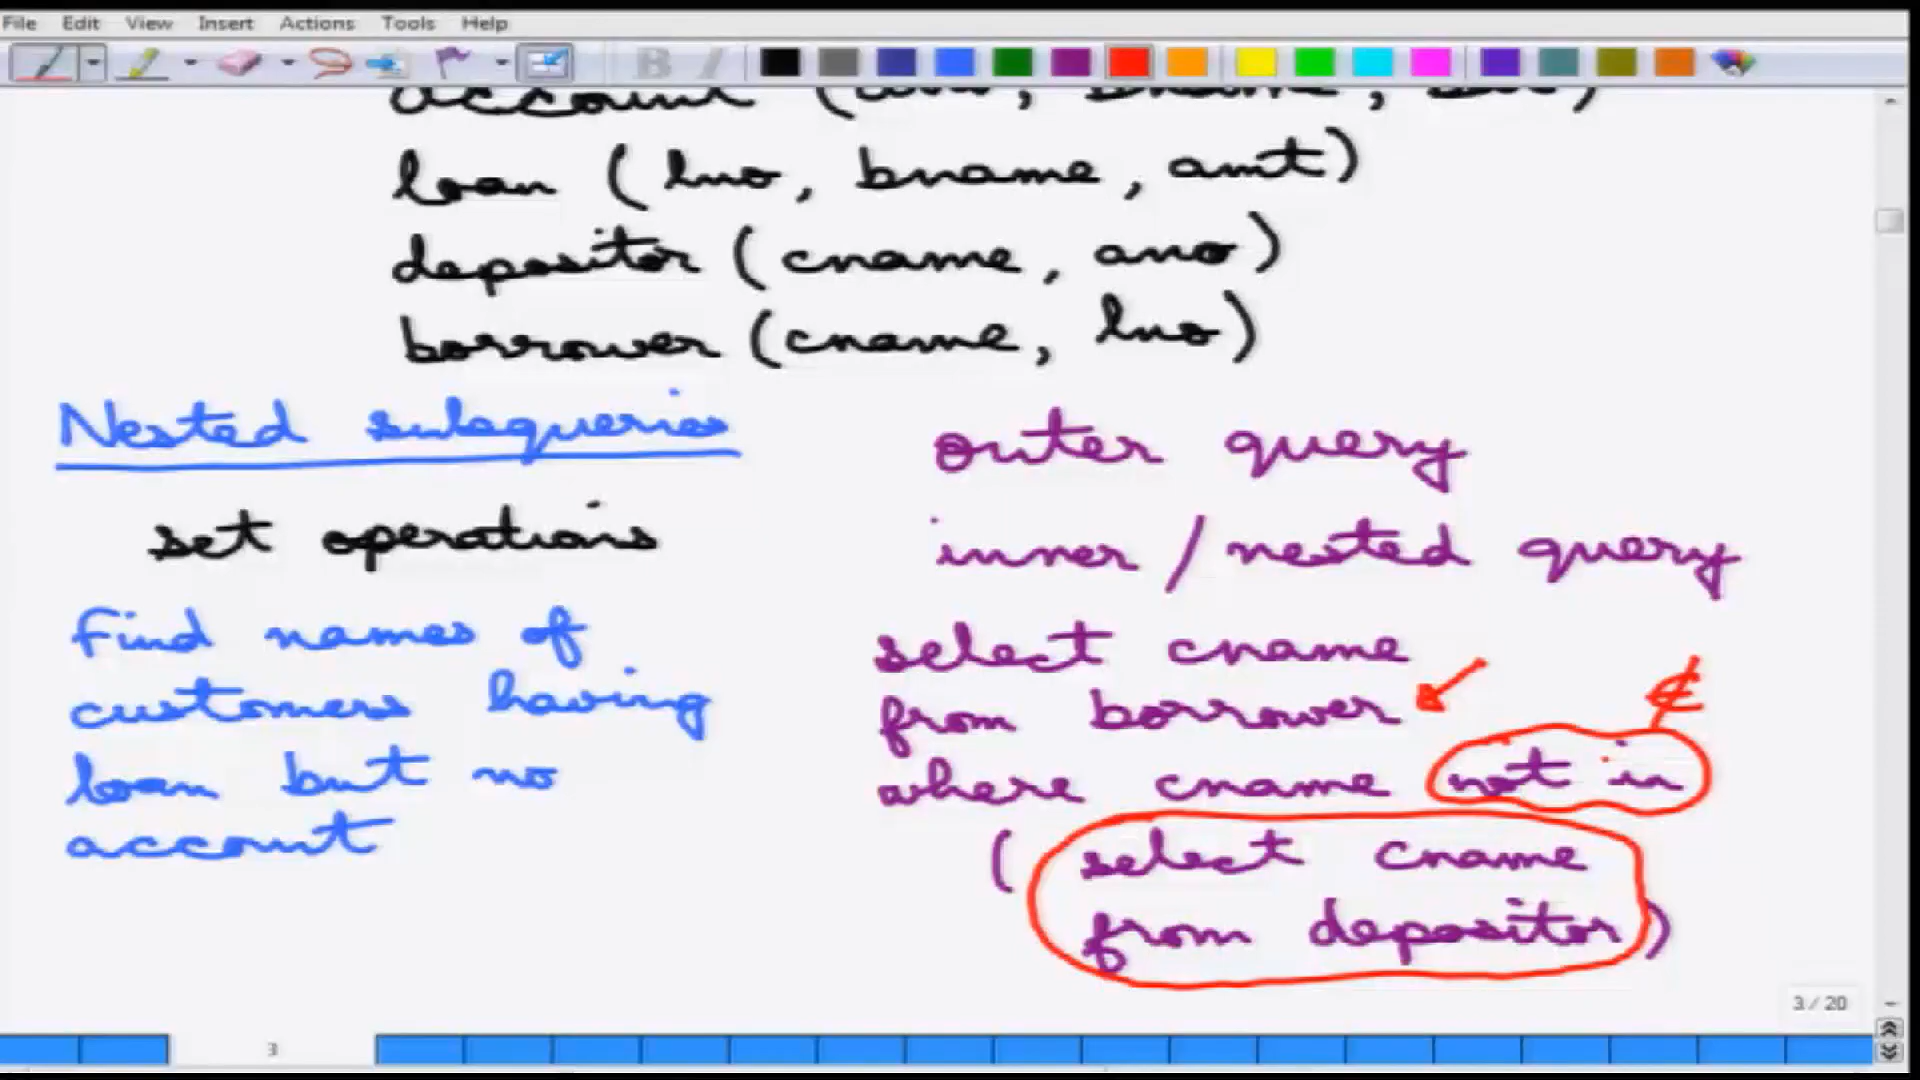 File Edit View Insert Actions Tools Help
B I
account ( , bname, )
loan (lno, bname, amt)
depositor (cname, ano)
borrower (cname, lno)
Nested subqueries
set operations
Find names of
customers having
loan but no
account
outer query
inner / nested query
select cname
from borrower
where cname not in
∉
( select cname
from depositor )
3 / 20
3